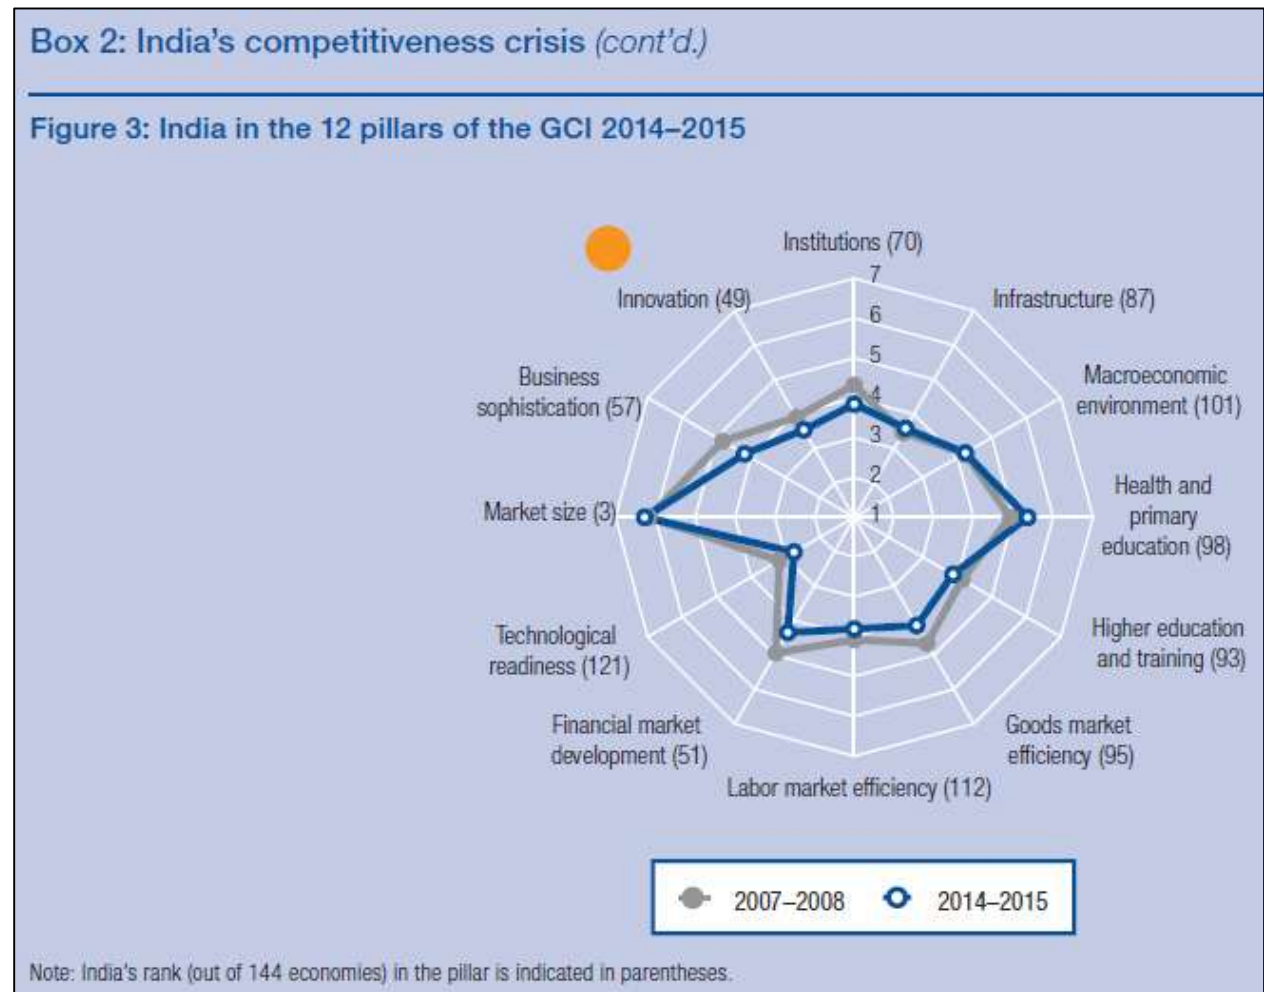 Box 2: India's competitiveness crisis (cont'd.)
Figure 3: India in the 12 pillars of the GCI 2014–2015
Institutions (70)
7
Innovation (49)
Infrastructure (87)
6
5
Business
sophistication (57)
Macroeconomic
environment (101)
4
3
2
Market size (3)
1
Health and
primary
education (98)
Technological
readiness (121)
Higher education
and training (93)
Financial market
development (51)
Goods market
efficiency (95)
Labor market efficiency (112)
2007–2008
2014–2015
Note: India's rank (out of 144 economies) in the pillar is indicated in parentheses.